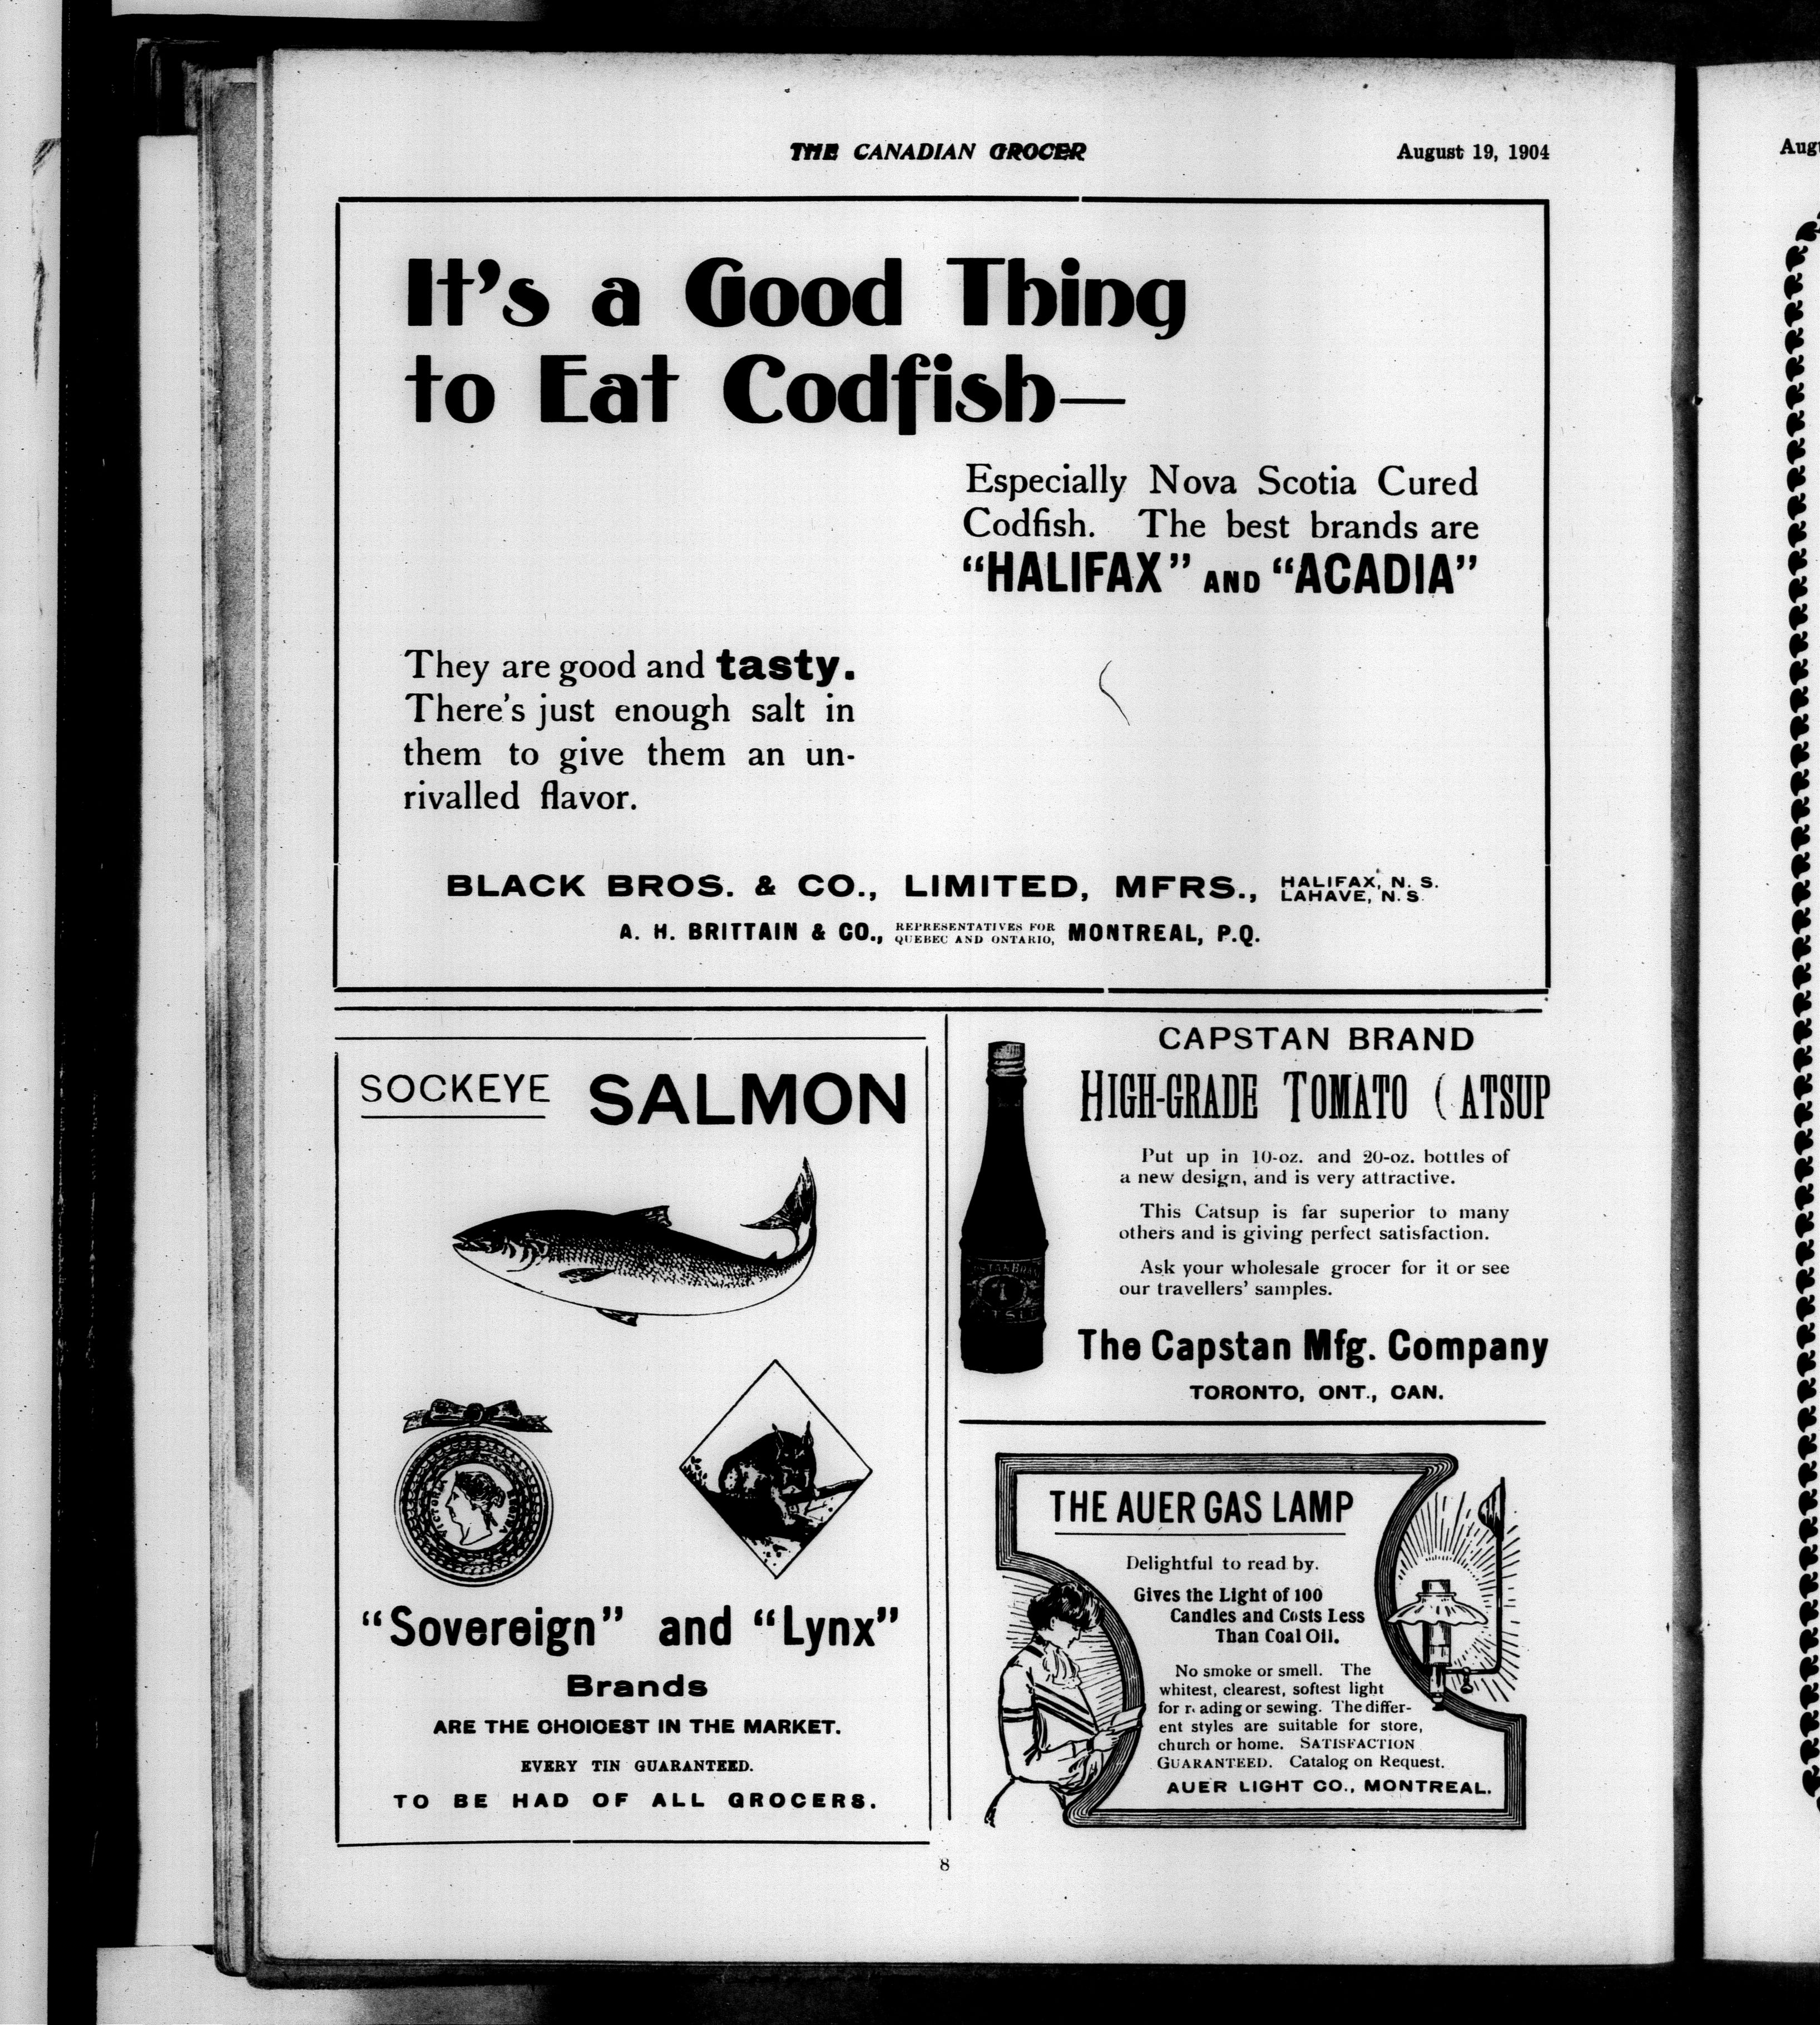 THE CANADIAN GROCER
August 19, 1904
It's a Good Thing
to Eat Codfish—
Especially Nova Scotia Cured
Codfish. The best brands are
"HALIFAX" AND "ACADIA"
They are good and tasty.
There's just enough salt in
them to give them an un-
rivalled flavor.
BLACK BROS. & CO., LIMITED, MFRS., HALIFAX, N. S.
LAHAVE, N. S.
A. H. BRITTAIN & CO., REPRESENTATIVES FOR
QUEBEC AND ONTARIO, MONTREAL, P.Q.
SOCKEYE SALMON
VICTORIA REGINA
"Sovereign" and "Lynx"
Brands
ARE THE CHOICEST IN THE MARKET.
EVERY TIN GUARANTEED.
TO BE HAD OF ALL GROCERS.
CAPSTAN BRAND
HIGH-GRADE TOMATO CATSUP
Put up in 10-oz. and 20-oz. bottles of
a new design, and is very attractive.
This Catsup is far superior to many
others and is giving perfect satisfaction.
Ask your wholesale grocer for it or see
our travellers' samples.
The Capstan Mfg. Company
TORONTO, ONT., CAN.
THE AUER GAS LAMP
Delightful to read by.
Gives the Light of 100
Candles and Costs Less
Than Coal Oil.
No smoke or smell. The
whitest, clearest, softest light
for reading or sewing. The differ-
ent styles are suitable for store,
church or home. SATISFACTION
GUARANTEED. Catalog on Request.
AUER LIGHT CO., MONTREAL.
8
Aug